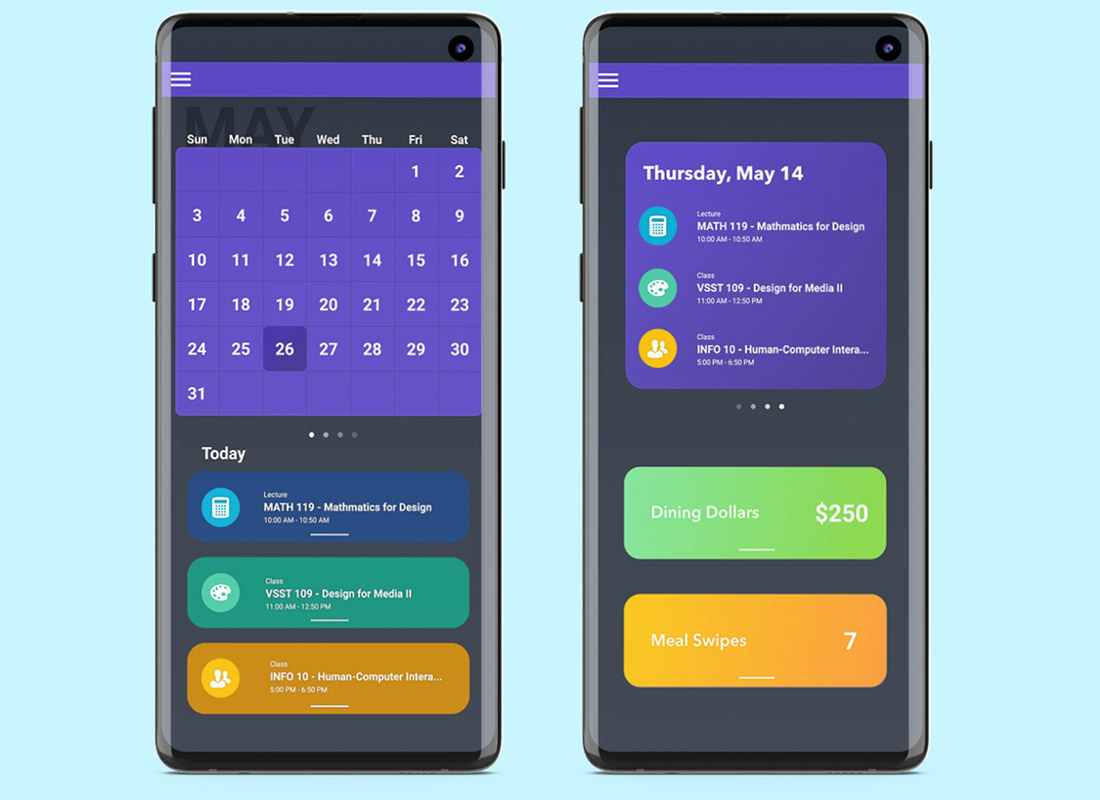 MAY
Sun Mon Tue Wed Thu Fri Sat
1 2
3 4 5 6 7 8 9
10 11 12 13 14 15 16
17 18 19 20 21 22 23
24 25 26 27 28 29 30
31
Today
Lecture
MATH 119 - Mathmatics for Design
10:00 AM - 10:50 AM
Class
VSST 109 - Design for Media II
11:00 AM - 12:50 PM
Class
INFO 10 - Human-Computer Intera...
5:00 PM - 6:50 PM
Thursday, May 14
Lecture
MATH 119 - Mathmatics for Design
10:00 AM - 10:50 AM
Class
VSST 109 - Design for Media II
11:00 AM - 12:50 PM
Class
INFO 10 - Human-Computer Intera...
5:00 PM - 6:50 PM
Dining Dollars $250
Meal Swipes 7